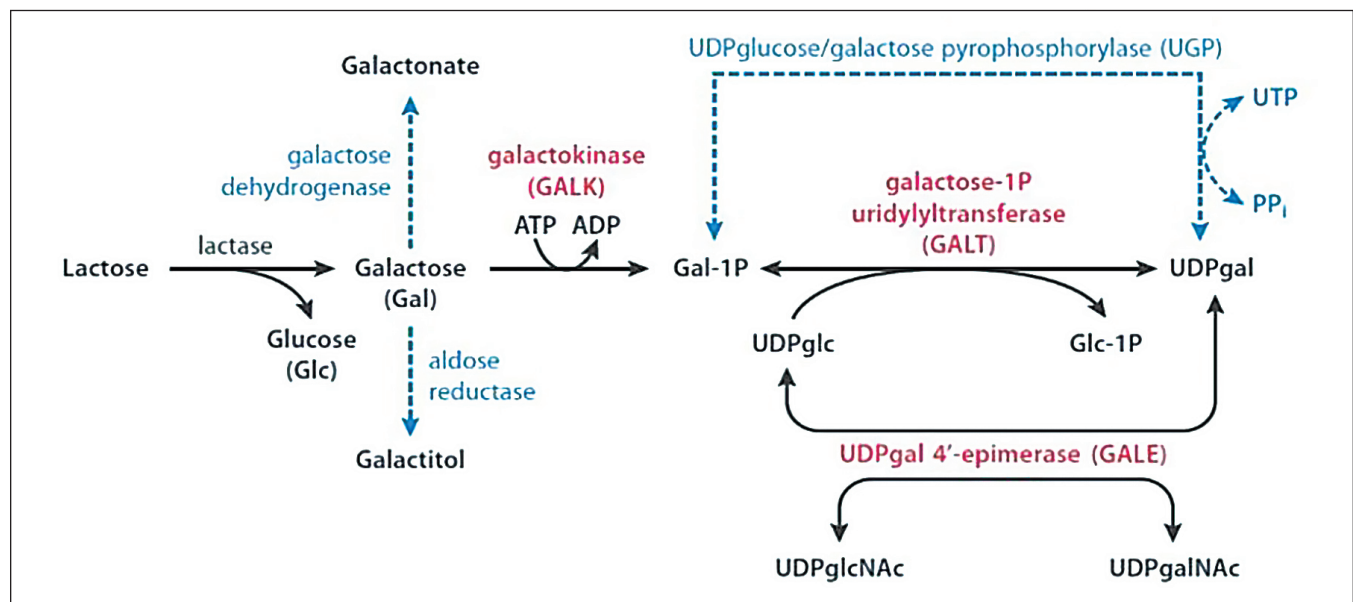 UDPglucose/galactose pyrophosphorylase (UGP)
Galactonate
UTP
galactose
dehydrogenase
galactokinase
(GALK)
galactose-1P
uridylyltransferase
(GALT)
PPi
ATP ADP
lactase
Lactose
Galactose
(Gal)
Gal-1P
UDPgal
Glucose
(Glc)
UDPglc
Glc-1P
aldose
reductase
Galactitol
UDPgal 4’-epimerase (GALE)
UDPglcNAc
UDPgalNAc